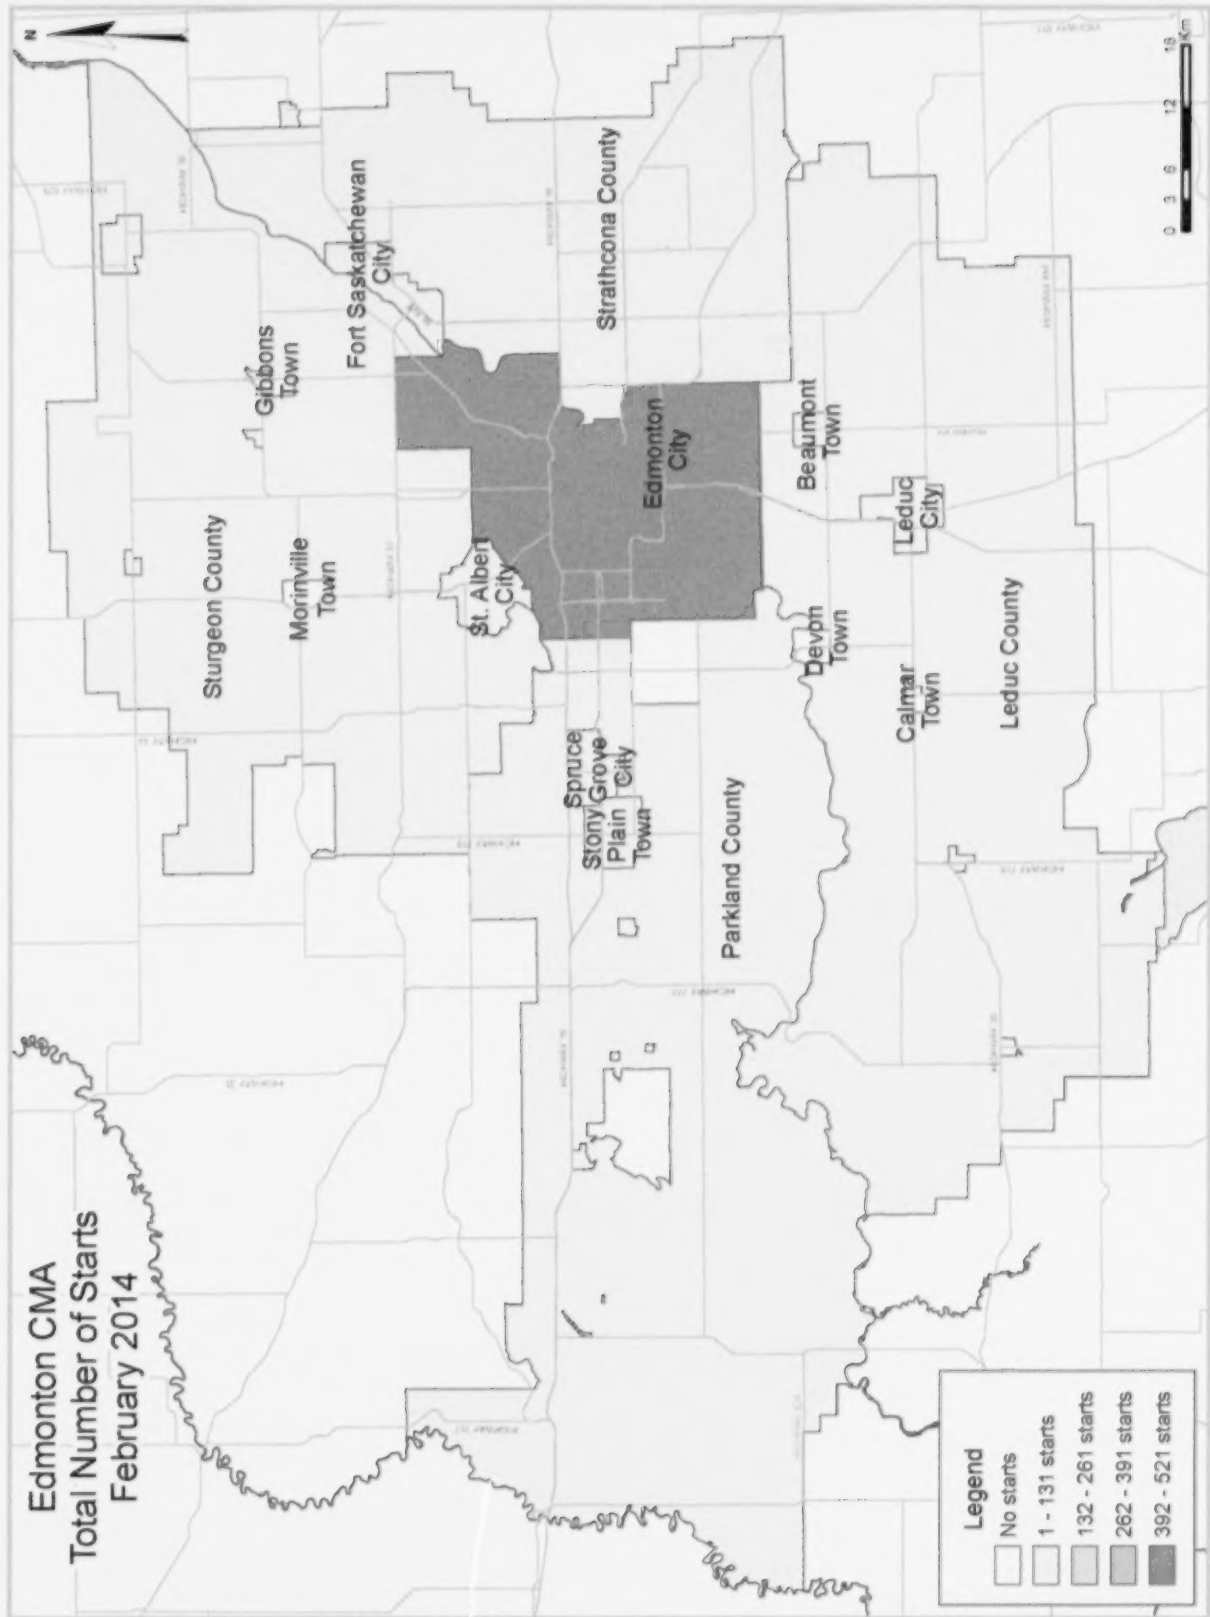 Edmonton CMA
Total Number of Starts
February 2014
N
Sturgeon County
Morinville
Town
Gibbons
Town
Fort Saskatchewan
City
St. Albert
City
Edmonton
City
Strathcona County
Spruce
Grove
City
Stony
Plain
Town
Parkland County
Devon
Town
Beaumont
Town
Calmar
Town
Leduc
City
Leduc County
Legend
No starts
1 - 131 starts
132 - 261 starts
262 - 391 starts
392 - 521 starts
0 3 6 12 18
Km